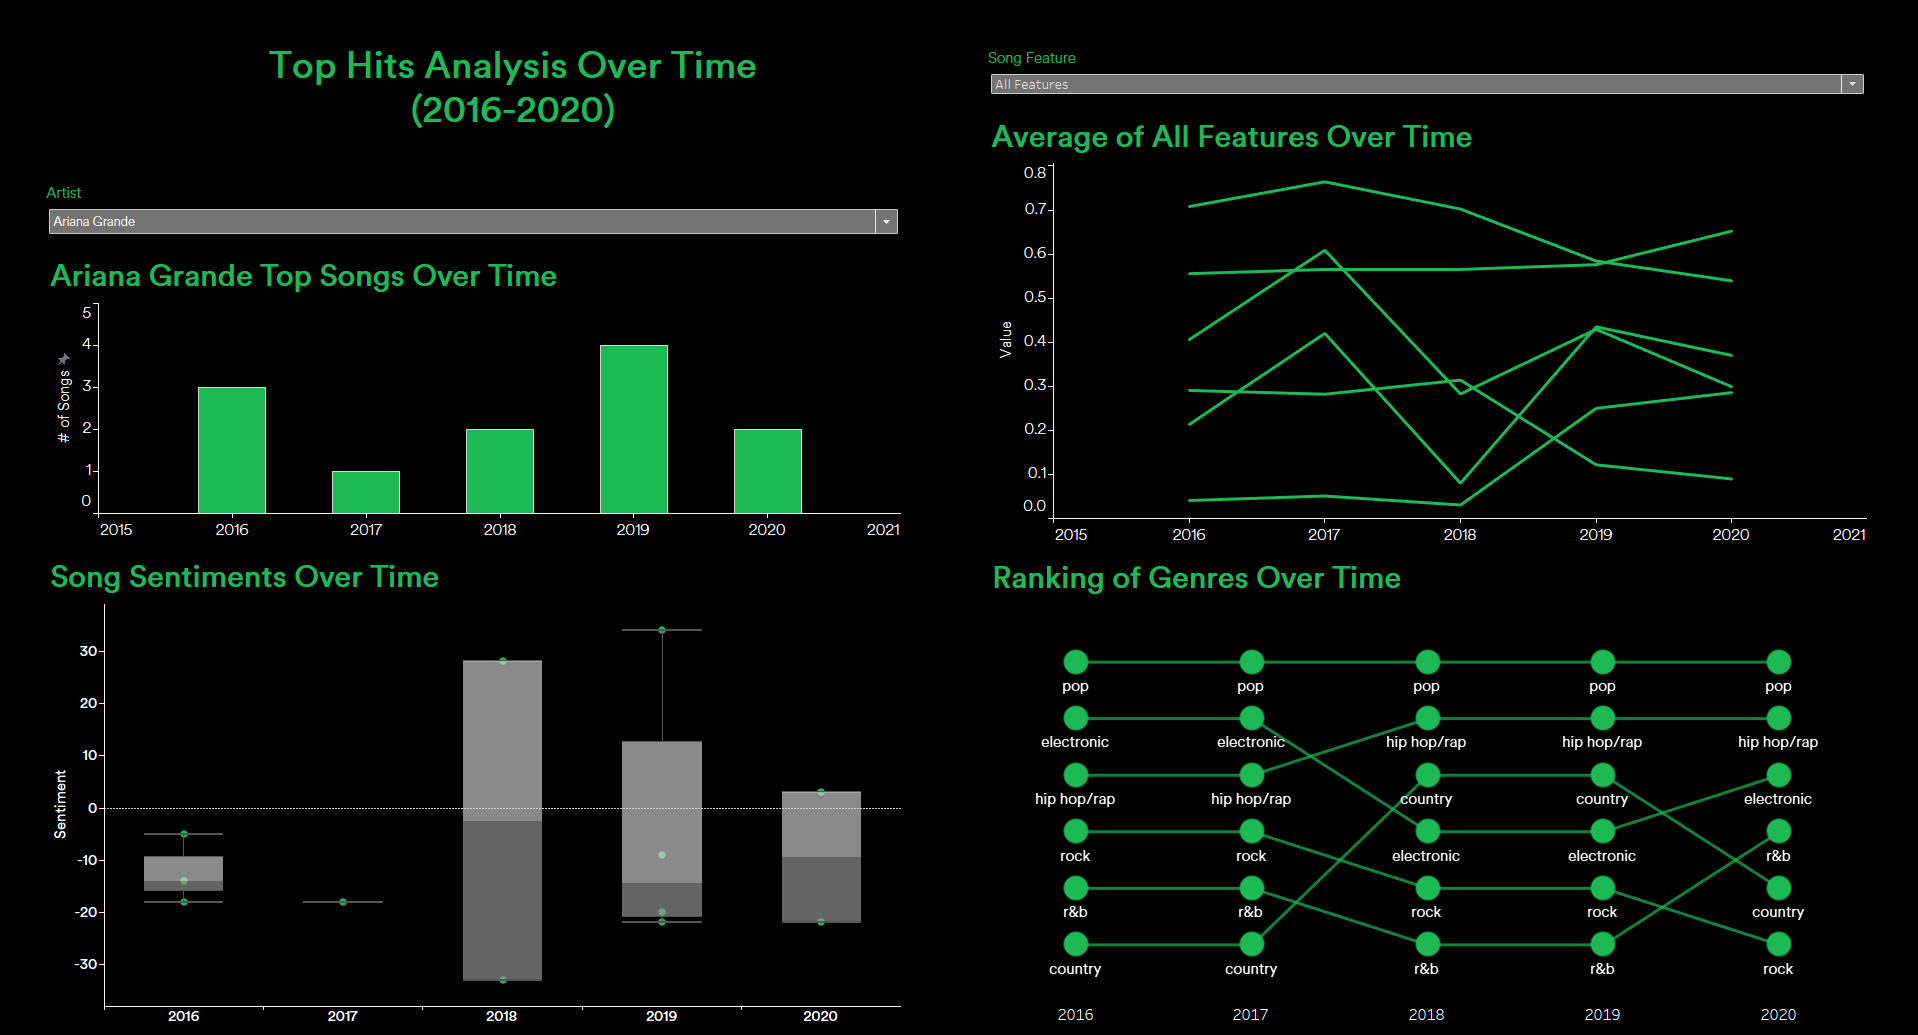 Top Hits Analysis Over Time
(2016-2020)
Artist
Ariana Grande
Ariana Grande Top Songs Over Time
5
4
3
2
1
0
# of Songs
2015 2016 2017 2018 2019 2020 2021
Song Sentiments Over Time
30
20
10
0
-10
-20
-30
Sentiment
2016 2017 2018 2019 2020
Song Feature
All Features
Average of All Features Over Time
0.8
0.7
0.6
0.5
0.4
0.3
0.2
0.1
0.0
Value
2015 2016 2017 2018 2019 2020 2021
Ranking of Genres Over Time
pop pop pop pop pop
electronic electronic hip hop/rap hip hop/rap hip hop/rap
hip hop/rap hip hop/rap country country electronic
rock rock electronic electronic r&b
r&b r&b rock rock country
country country r&b r&b rock
2016 2017 2018 2019 2020